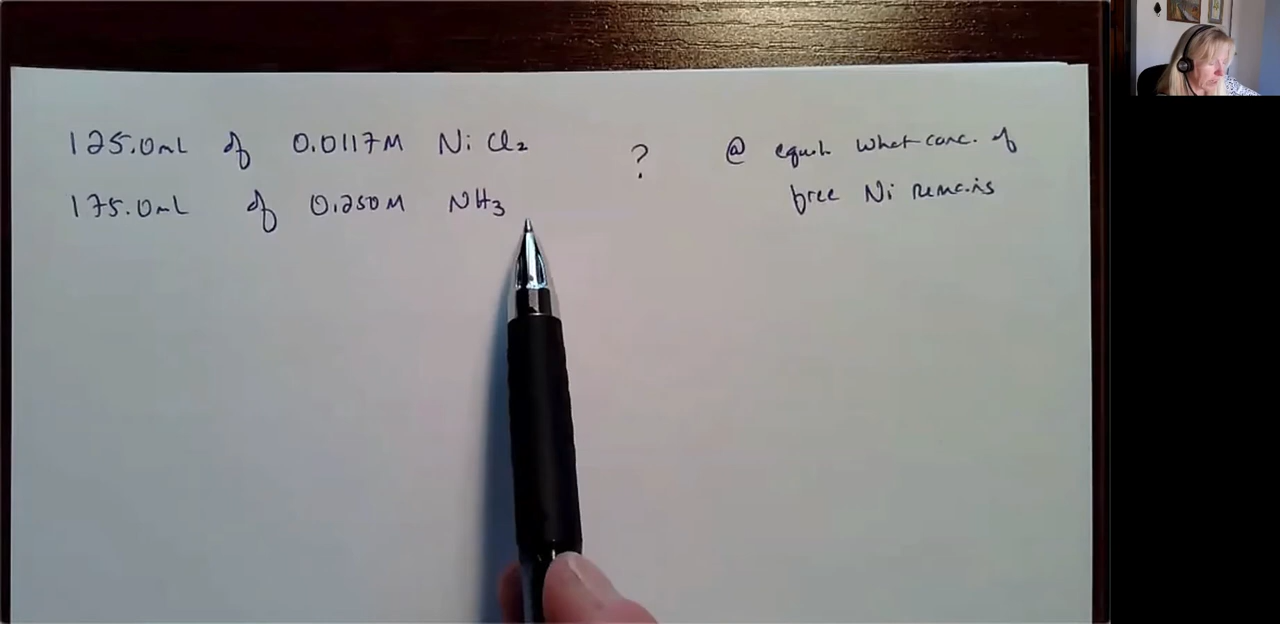 125.0mL of 0.0117M NiCl2 ? @ equil. what conc. of
175.0mL of 0.250M NH3 free Ni remains